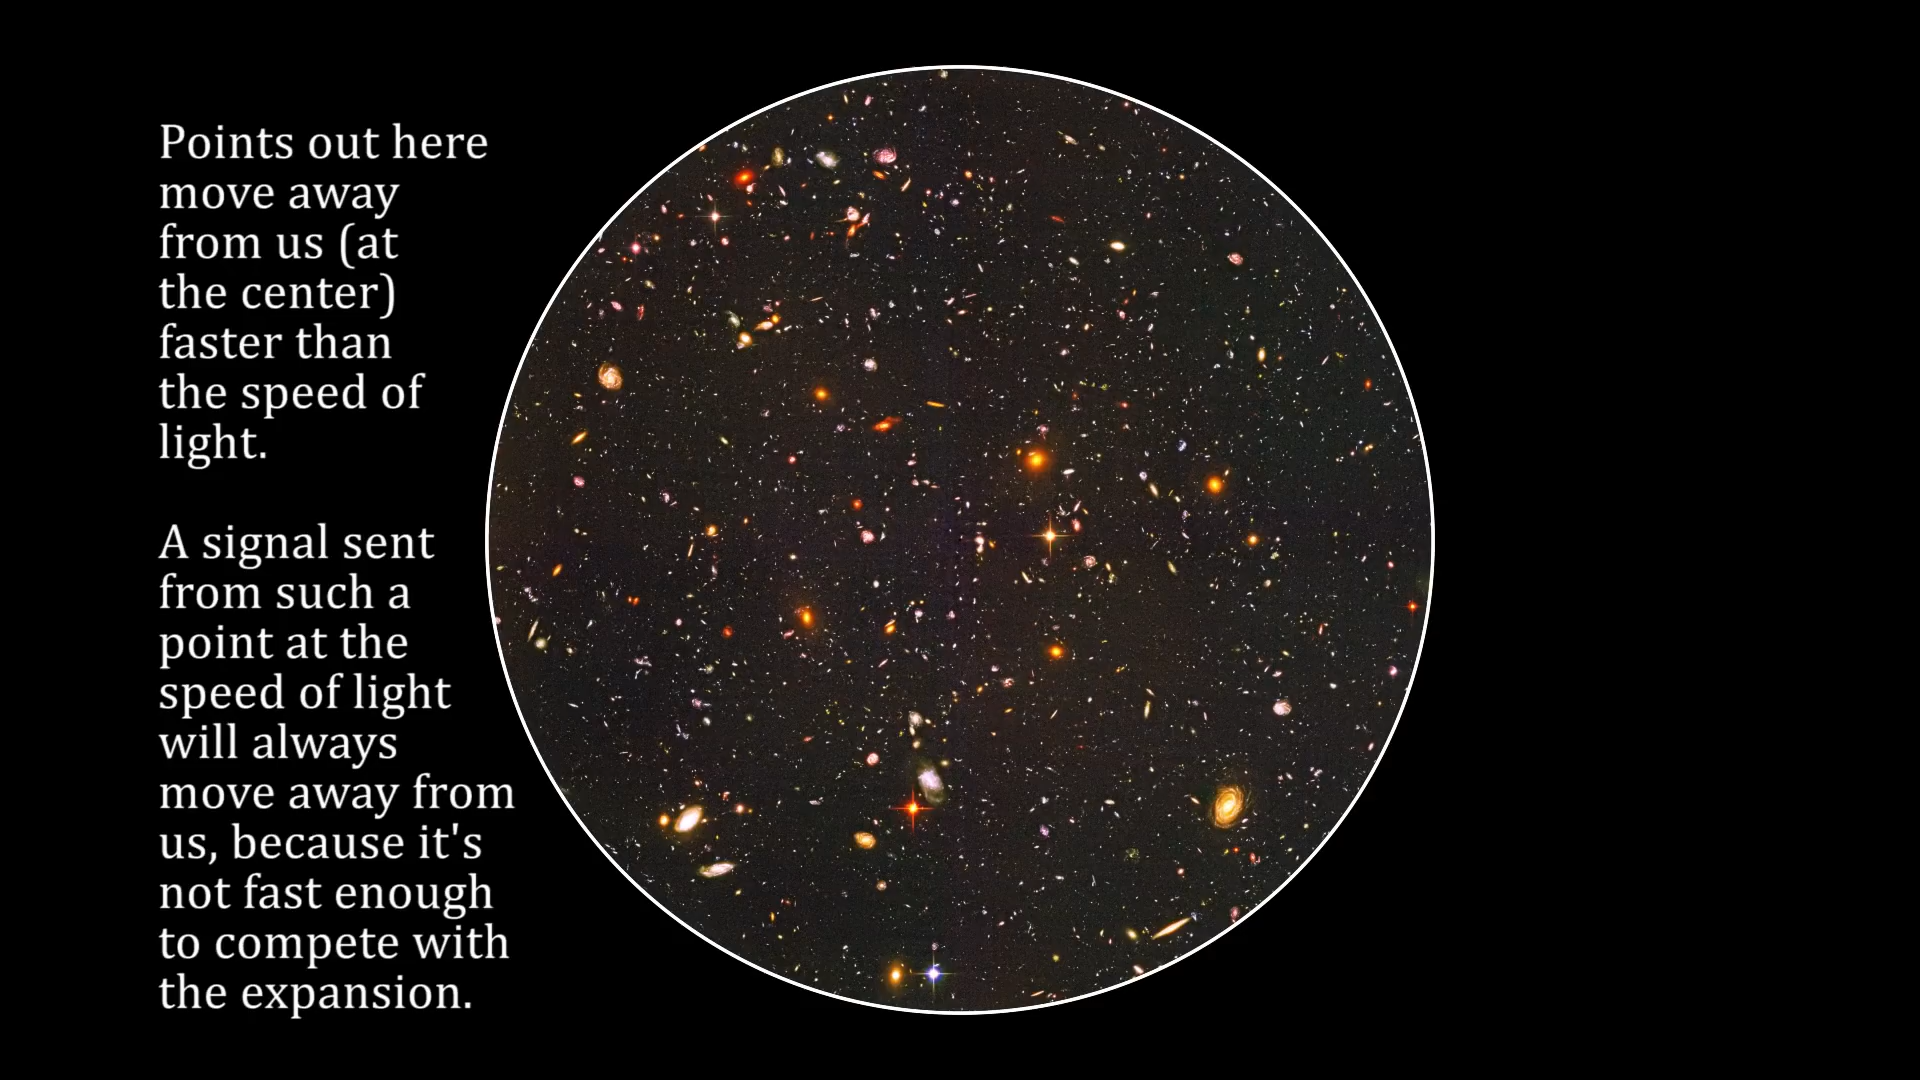 Points out here
move away
from us (at
the center)
faster than
the speed of
light.
A signal sent
from such a
point at the
speed of light
will always
move away from
us, because it's
not fast enough
to compete with
the expansion.